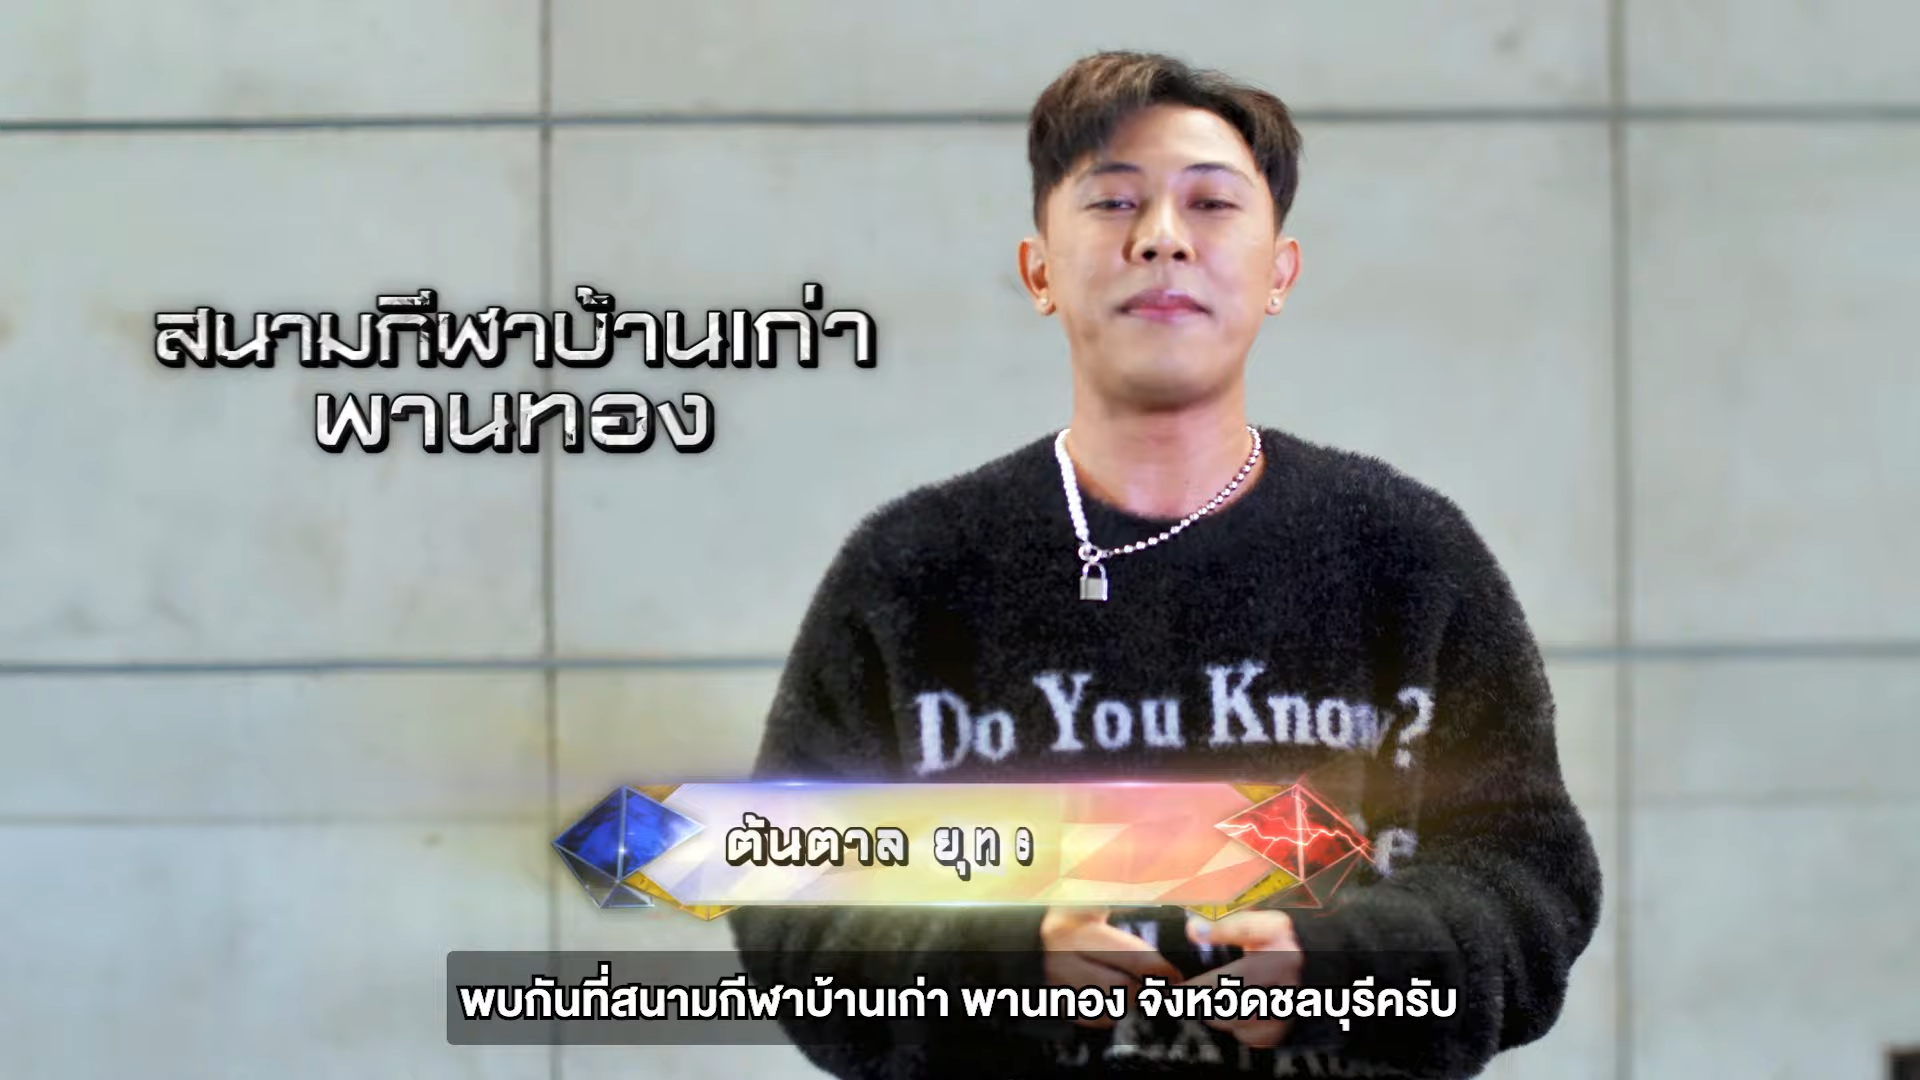 สนามกีฬาบ้านเก่า
พานทอง
Do You Know?
ต้นตาล ยุทธ
พบกันที่สนามกีฬาบ้านเก่า พานทอง จังหวัดชลบุรีครับ